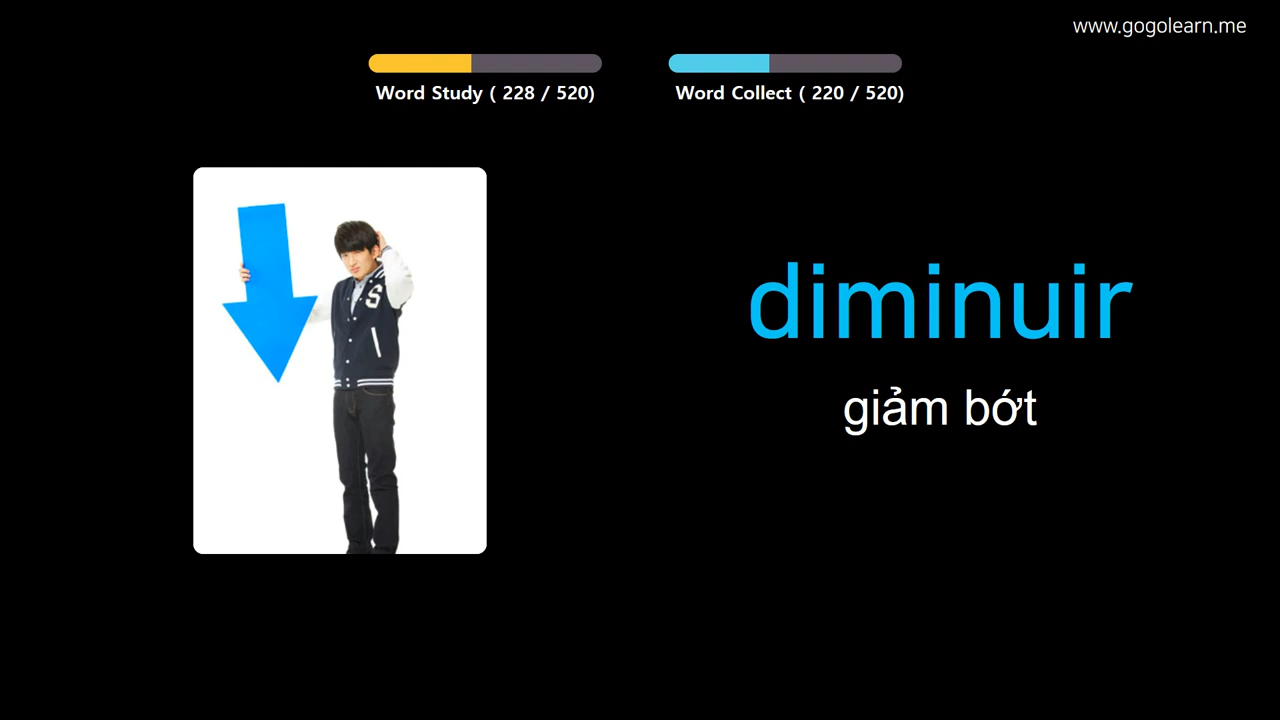 www.gogolearn.me
Word Study ( 228 / 520)
Word Collect ( 220 / 520)
S
diminuir
giảm bớt